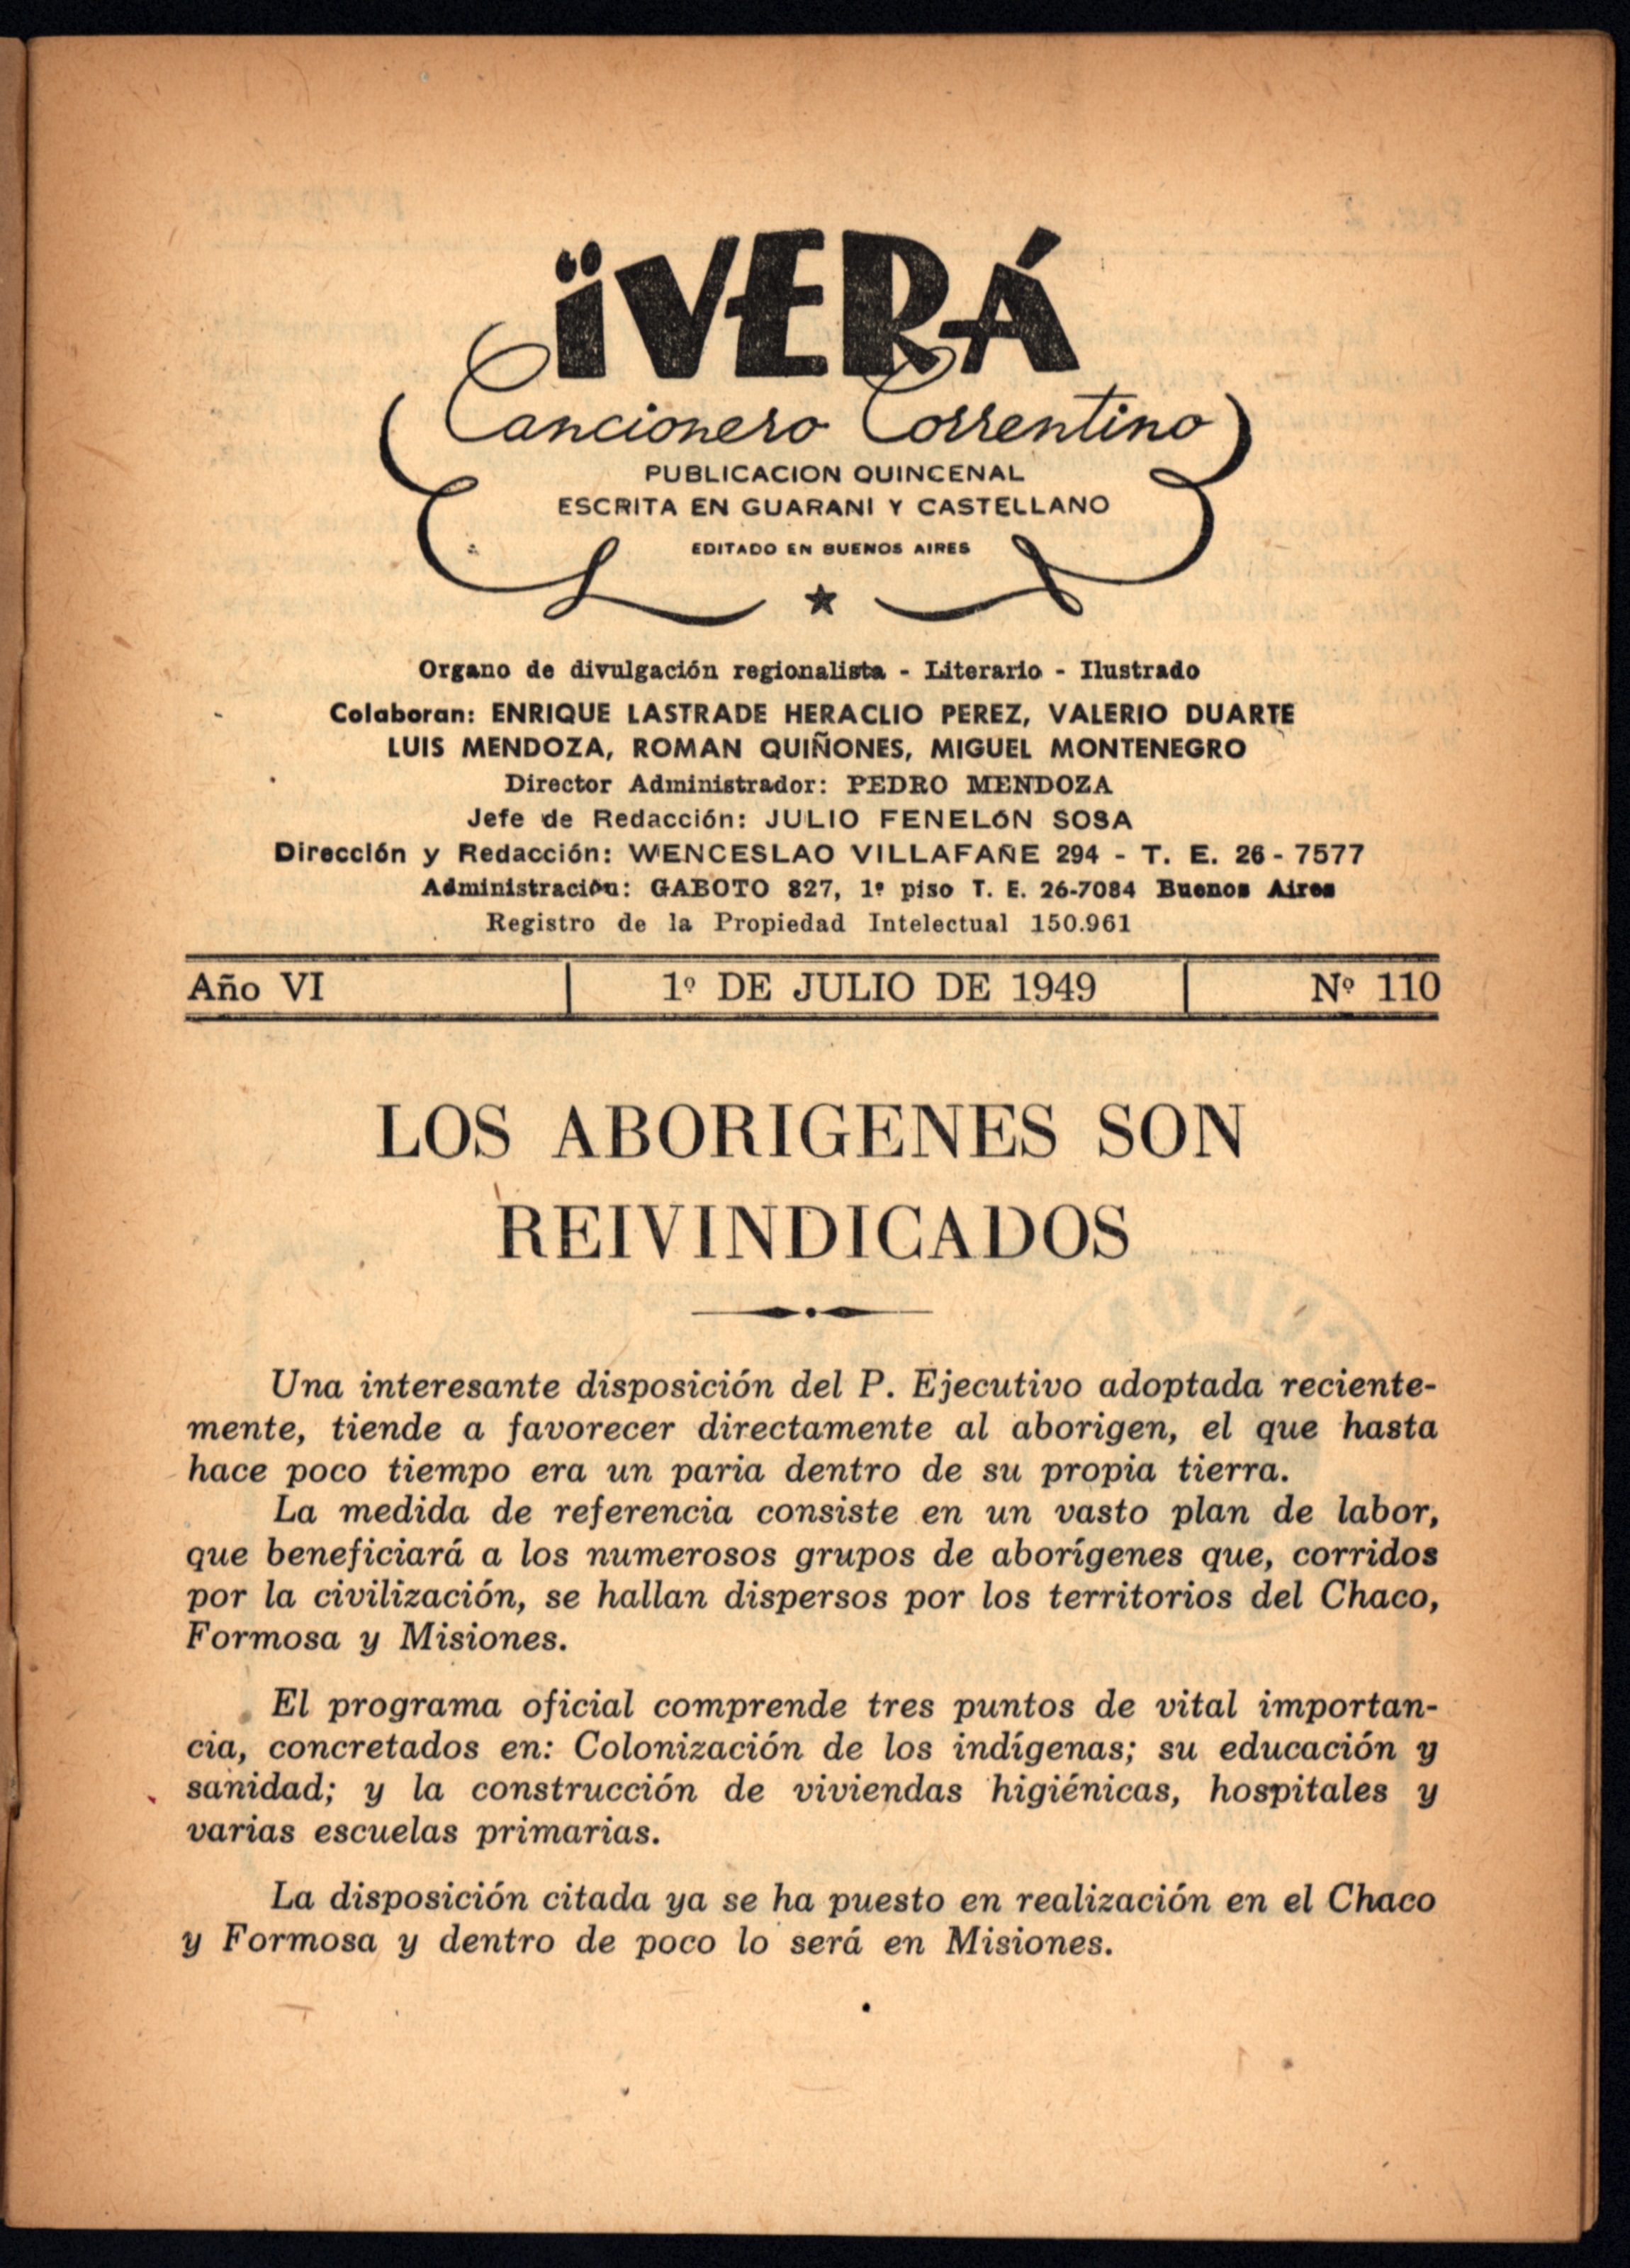 ÏVERÁ
Cancionero Correntino
PUBLICACION QUINCENAL
ESCRITA EN GUARANI Y CASTELLANO
EDITADO EN BUENOS AIRES
Organo de divulgación regionalista - Literario - Ilustrado
Colaboran: ENRIQUE LASTRADE HERACLIO PEREZ, VALERIO DUARTE
LUIS MENDOZA, ROMAN QUIÑONES, MIGUEL MONTENEGRO
Director Administrador: PEDRO MENDOZA
Jefe de Redacción: JULIO FENELÓN SOSA
Dirección y Redacción: WENCESLAO VILLAFAÑE 294 - T. E. 26 - 7577
Administración: GABOTO 827, 1º piso T. E. 26-7084 Buenos Aires
Registro de la Propiedad Intelectual 150.961
Año VI 1º DE JULIO DE 1949 Nº 110
LOS ABORIGENES SON
REIVINDICADOS
Una interesante disposición del P. Ejecutivo adoptada reciente-
mente, tiende a favorecer directamente al aborigen, el que hasta
hace poco tiempo era un paria dentro de su propia tierra.
La medida de referencia consiste en un vasto plan de labor,
que beneficiará a los numerosos grupos de aborígenes que, corridos
por la civilización, se hallan dispersos por los territorios del Chaco,
Formosa y Misiones.
El programa oficial comprende tres puntos de vital importan-
cia, concretados en: Colonización de los indígenas; su educación y
sanidad; y la construcción de viviendas higiénicas, hospitales y
varias escuelas primarias.
La disposición citada ya se ha puesto en realización en el Chaco
y Formosa y dentro de poco lo será en Misiones.